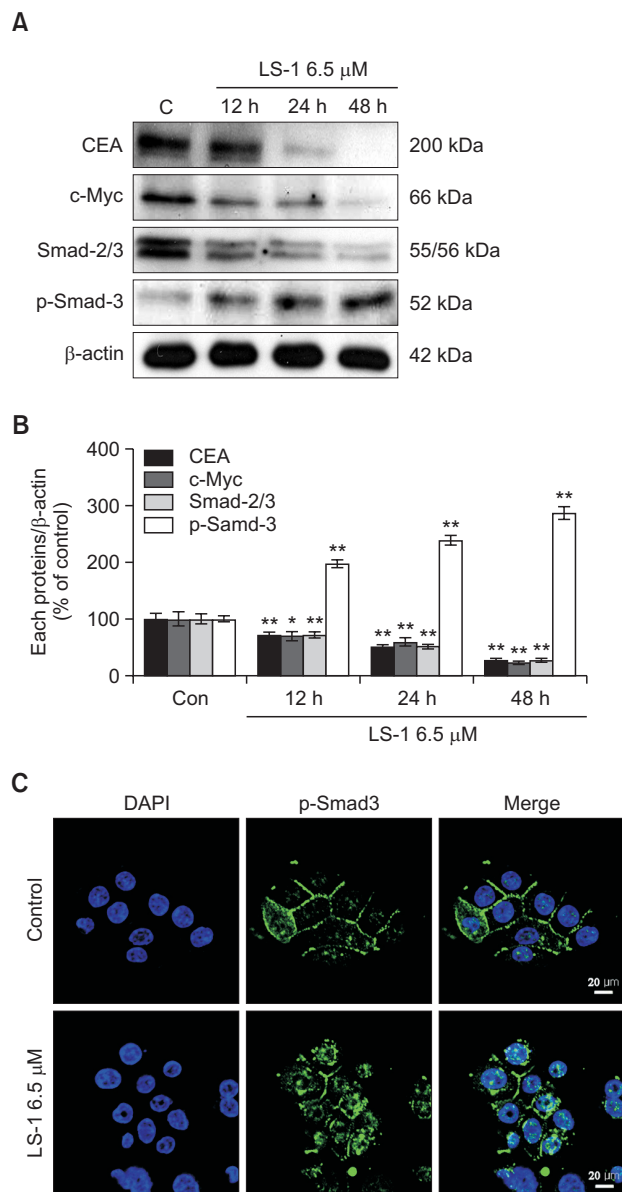 A
LS-1 6.5 μM
C 12 h 24 h 48 h
CEA 200 kDa
c-Myc 66 kDa
Smad-2/3 55/56 kDa
p-Smad-3 52 kDa
β-actin 42 kDa
B
Each proteins/β-actin
(% of control)
400
300
200
100
0
CEA
c-Myc
Smad-2/3
p-Samd-3
** * ** **
** ** ** **
** ** ** **
Con 12 h 24 h 48 h
LS-1 6.5 μM
C
DAPI p-Smad3 Merge
Control
20 μm
LS-1 6.5 μM
20 μm